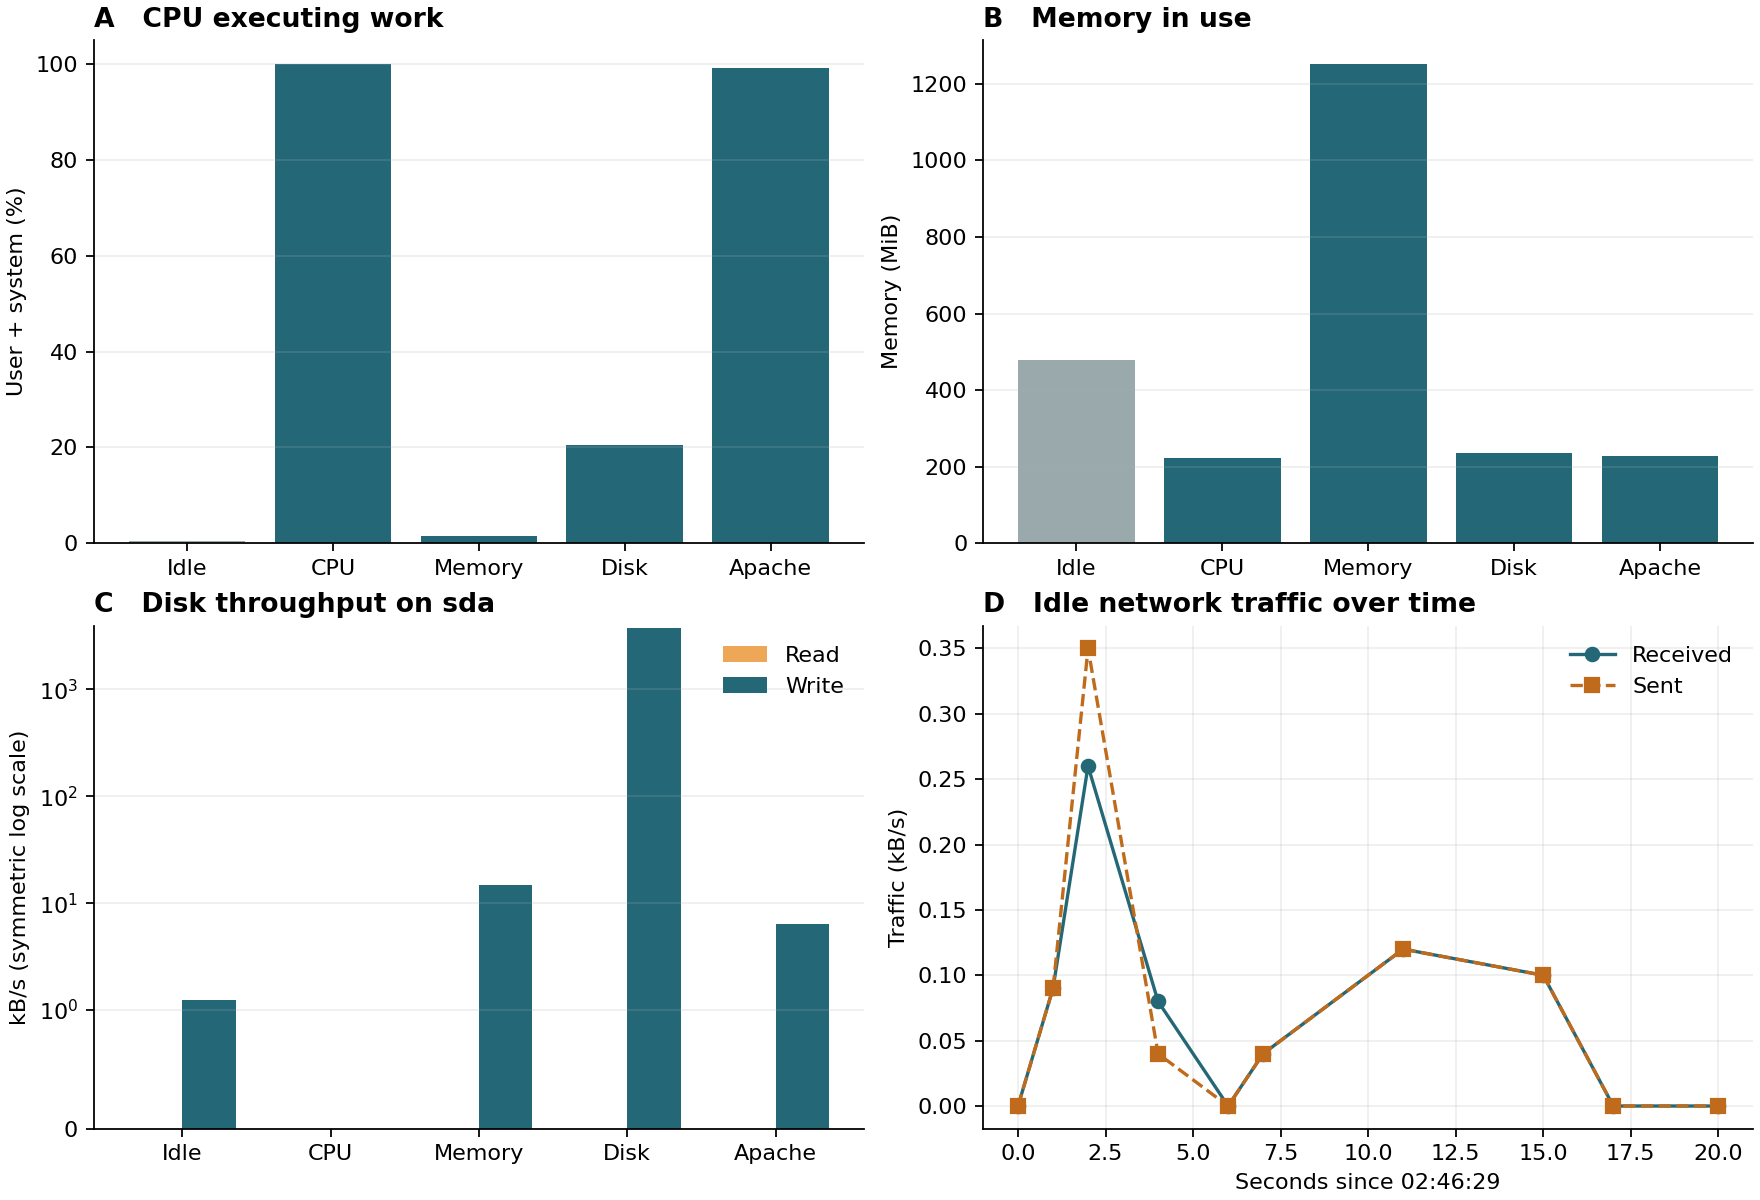 A CPU executing work
100
80
60
40
20
0
User + system (%)
Idle CPU Memory Disk Apache
B Memory in use
1200
1000
800
600
400
200
0
Memory (MiB)
Idle CPU Memory Disk Apache
C Disk throughput on sda
Read
Write
10³
10²
10¹
10⁰
0
kB/s (symmetric log scale)
Idle CPU Memory Disk Apache
D Idle network traffic over time
Received
Sent
0.35
0.30
0.25
0.20
0.15
0.10
0.05
0.00
Traffic (kB/s)
0.0 2.5 5.0 7.5 10.0 12.5 15.0 17.5 20.0
Seconds since 02:46:29